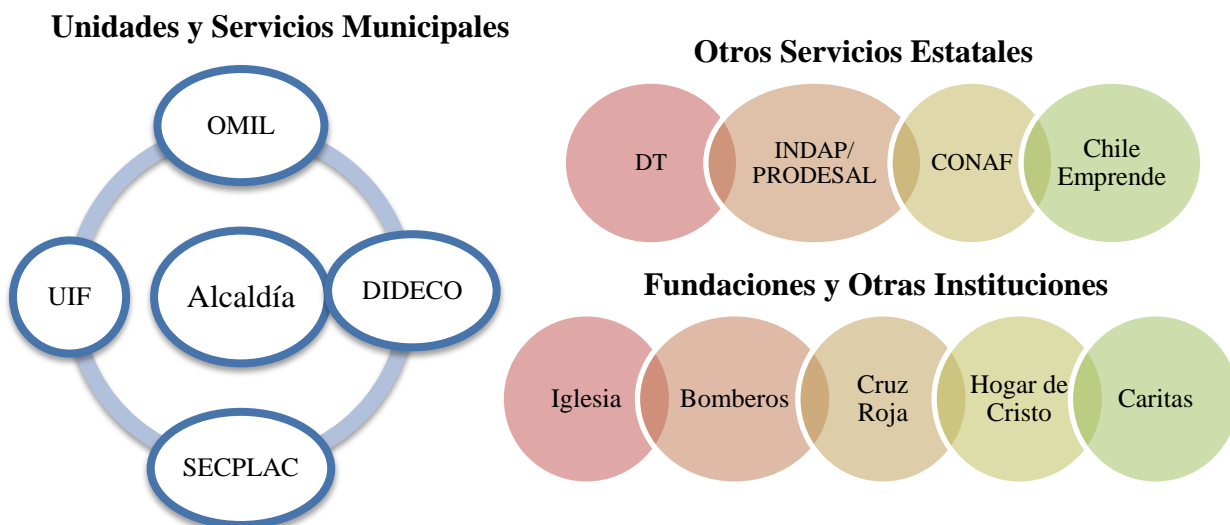 Unidades y Servicios Municipales
OMIL
UIF
Alcaldía
DIDECO
SECPLAC
Otros Servicios Estatales
DT
INDAP/
PRODESAL
CONAF
Chile
Emprende
Fundaciones y Otras Instituciones
Iglesia
Bomberos
Cruz
Roja
Hogar de
Cristo
Caritas